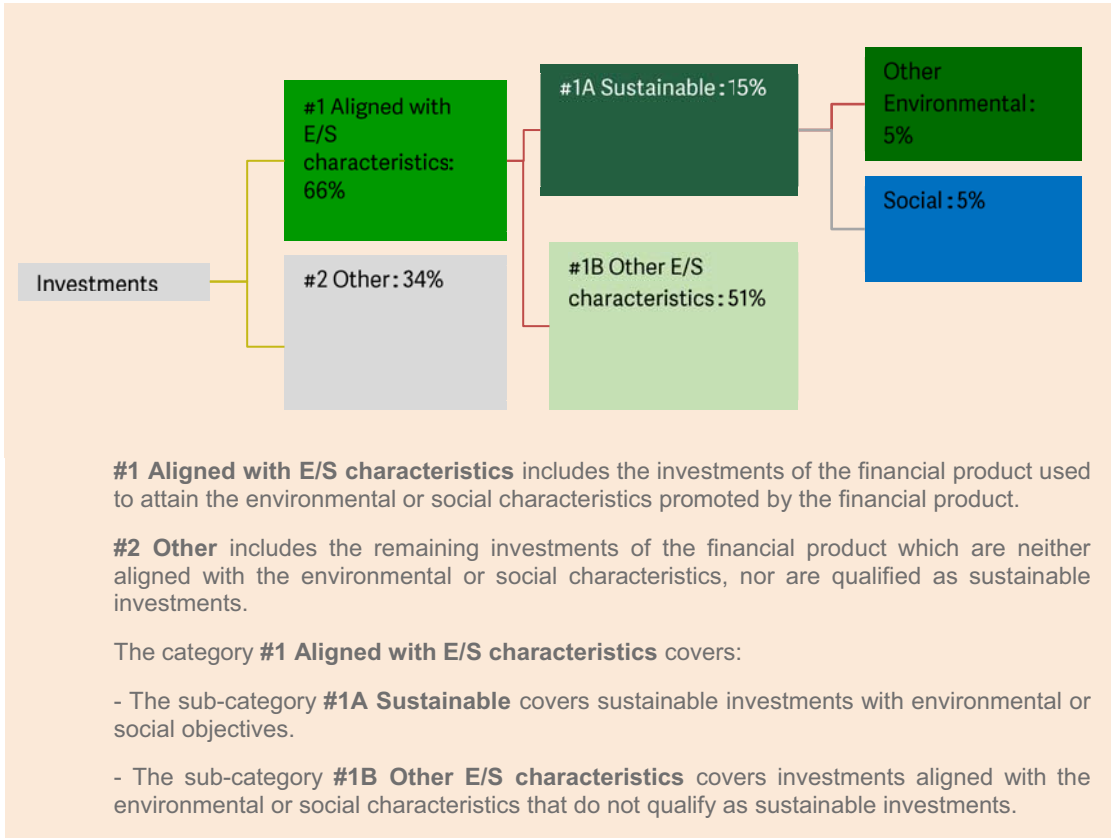 Investments
#1 Aligned with
E/S
characteristics:
66%
#2 Other: 34%
#1A Sustainable: 15%
#1B Other E/S
characteristics: 51%
Other
Environmental:
5%
Social: 5%
#1 Aligned with E/S characteristics includes the investments of the financial product used
to attain the environmental or social characteristics promoted by the financial product.
#2 Other includes the remaining investments of the financial product which are neither
aligned with the environmental or social characteristics, nor are qualified as sustainable
investments.
The category #1 Aligned with E/S characteristics covers:
- The sub-category #1A Sustainable covers sustainable investments with environmental or
social objectives.
- The sub-category #1B Other E/S characteristics covers investments aligned with the
environmental or social characteristics that do not qualify as sustainable investments.